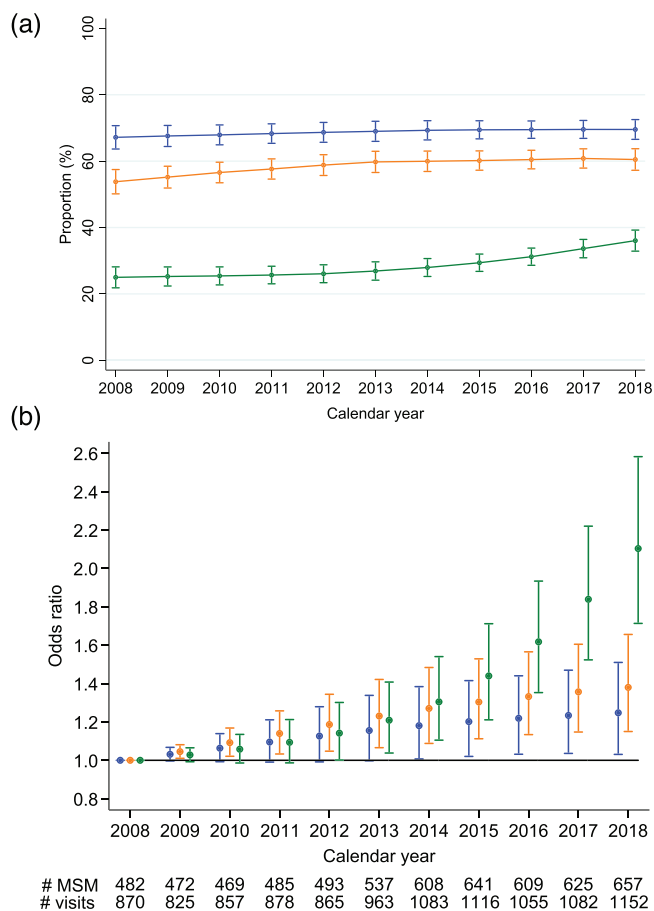 (a)
100
80
60
40
20
0
Proportion (%)
2008 2009 2010 2011 2012 2013 2014 2015 2016 2017 2018
Calendar year
(b)
2.6
2.4
2.2
2.0
1.8
1.6
1.4
1.2
1.0
0.8
Odds ratio
2008 2009 2010 2011 2012 2013 2014 2015 2016 2017 2018
Calendar year
# MSM 482 472 469 485 493 537 608 641 609 625 657
# visits 870 825 857 878 865 963 1083 1116 1055 1082 1152